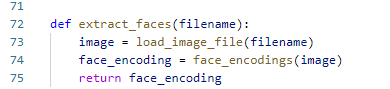 71
72 def extract_faces(filename):
73     image = load_image_file(filename)
74     face_encoding = face_encodings(image)
75     return face_encoding